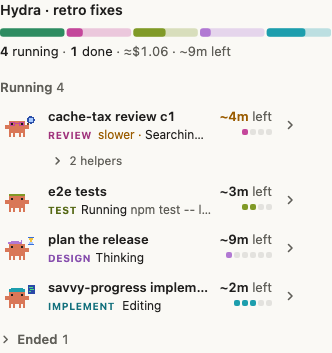 Hydra · retro fixes
4 running · 1 done · ≈$1.06 · ~9m left
Running 4
cache-tax review c1
~4m left
REVIEW slower · Searchin...
2 helpers
e2e tests
~3m left
TEST Running npm test -- l...
plan the release
~9m left
DESIGN Thinking
savvy-progress implem...
~2m left
IMPLEMENT Editing
Ended 1